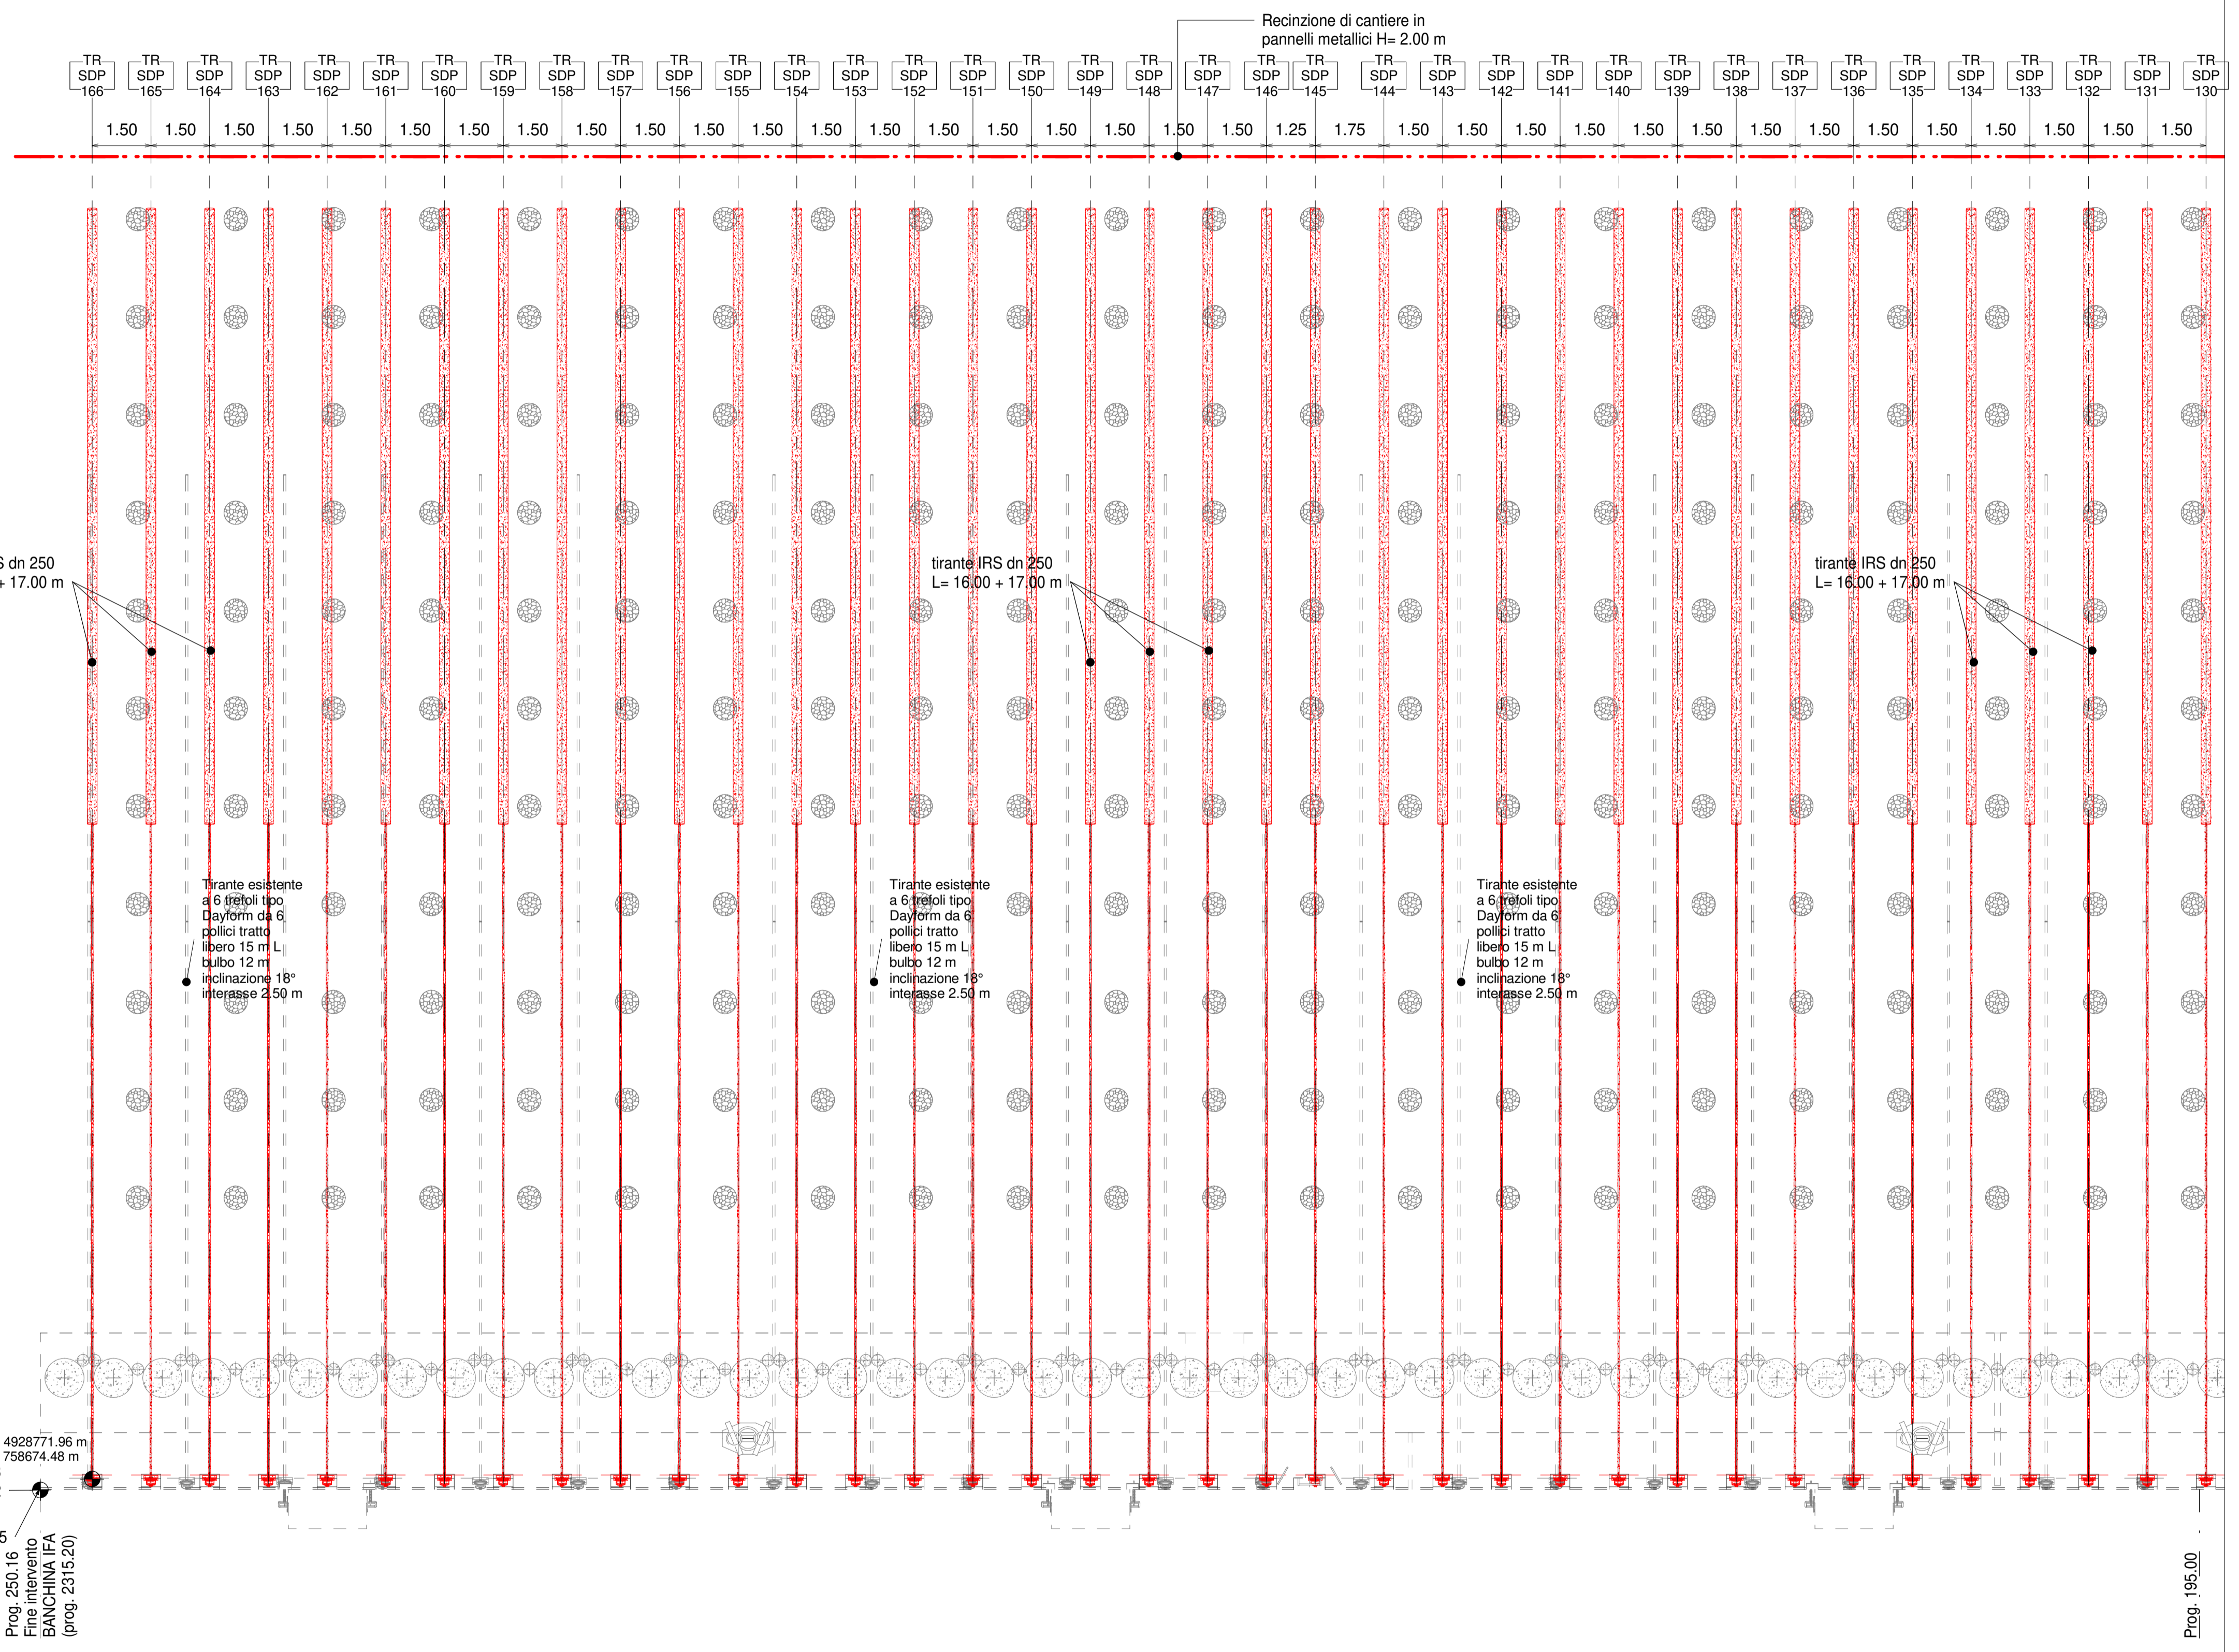 Recinzione di cantiere in
pannelli metallici H= 2.00 m
TR TR TR TR TR TR TR TR TR TR TR TR TR TR TR TR TR TR TR TR TR TR TR TR TR TR TR TR TR TR TR TR TR TR TR TR TR
SDP SDP SDP SDP SDP SDP SDP SDP SDP SDP SDP SDP SDP SDP SDP SDP SDP SDP SDP SDP SDP SDP SDP SDP SDP SDP SDP SDP SDP SDP SDP SDP SDP SDP SDP SDP SDP
166 165 164 163 162 161 160 159 158 157 156 155 154 153 152 151 150 149 148 147 146 145 144 143 142 141 140 139 138 137 136 135 134 133 132 131 130
1.50 1.50 1.50 1.50 1.50 1.50 1.50 1.50 1.50 1.50 1.50 1.50 1.50 1.50 1.50 1.50 1.50 1.50 1.50 1.50 1.25 1.75 1.50 1.50 1.50 1.50 1.50 1.50 1.50 1.50 1.50 1.50 1.50 1.50 1.50 1.50
S dn 250
+ 17.00 m
tirante IRS dn 250
L= 16.00 + 17.00 m
tirante IRS dn 250
L= 16.00 + 17.00 m
Tirante esistente
a 6 trefoli tipo
Dayform da 6
pollici tratto
libero 15 m L
bulbo 12 m
inclinazione 18°
interasse 2.50 m
Tirante esistente
a 6 trefoli tipo
Dayform da 6
pollici tratto
libero 15 m L
bulbo 12 m
inclinazione 18°
interasse 2.50 m
Tirante esistente
a 6 trefoli tipo
Dayform da 6
pollici tratto
libero 15 m L
bulbo 12 m
inclinazione 18°
interasse 2.50 m
4928771.96 m
758674.48 m
5
Prog. 250.16
Fine intervento
BANCHINA IFA
(prog. 2315.20)
Prog. 195.00